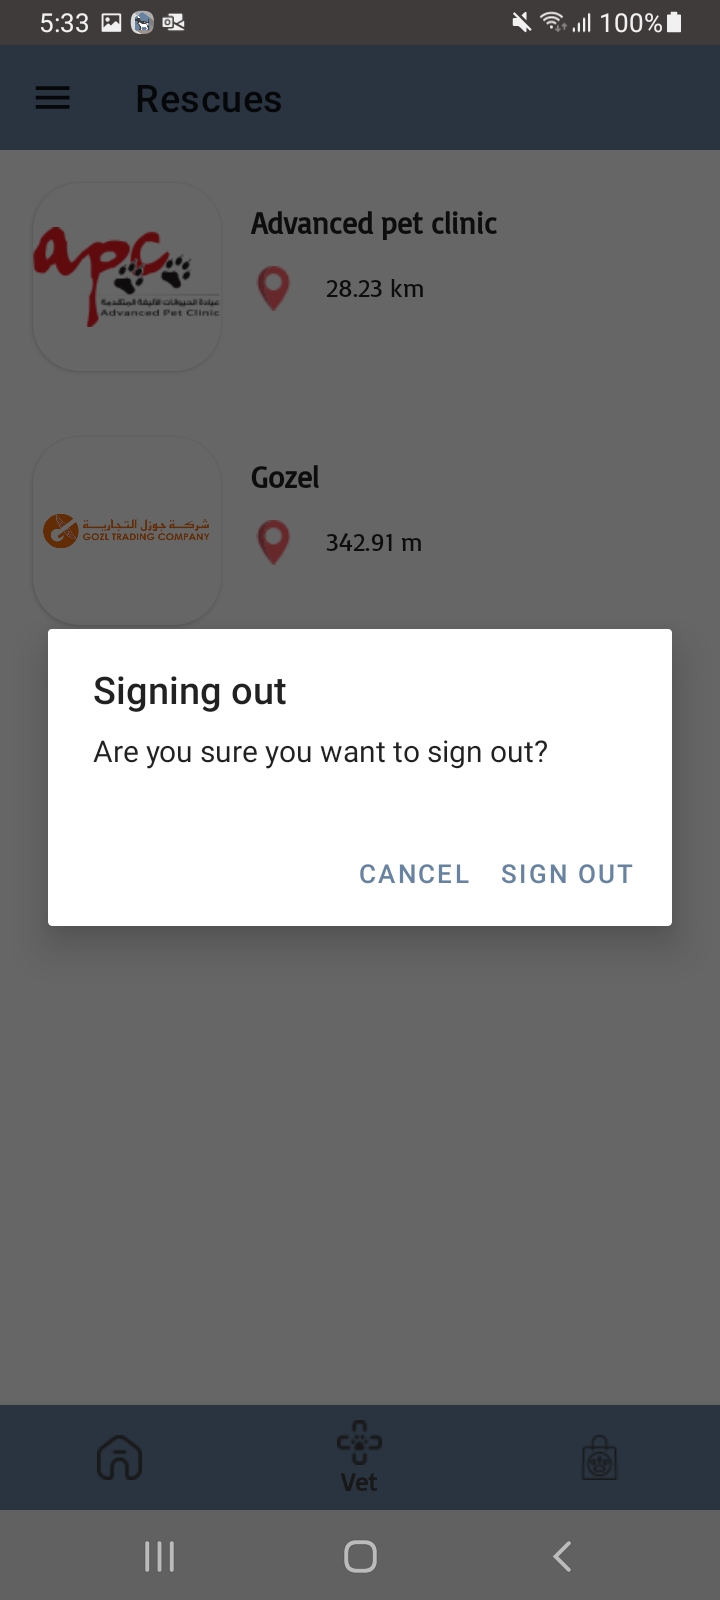 5:33
100%
Rescues
Advanced pet clinic
28.23 km
apc
عيادة الحيوانات الأليفة المتقدمة
Advanced Pet Clinic
Gozel
342.91 m
شركة جوزل التجارية
GOZL TRADING COMPANY
Signing out
Are you sure you want to sign out?
CANCEL SIGN OUT
Vet